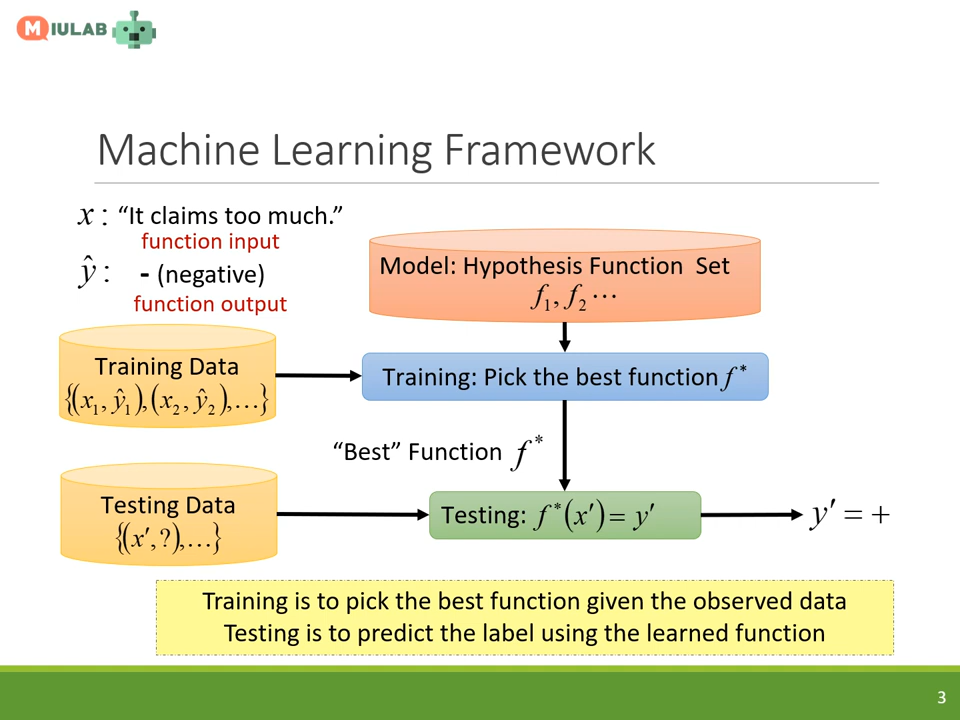 MIULAB
Machine Learning Framework
x : “It claims too much.”
function input
ŷ : - (negative)
function output
Model: Hypothesis Function Set
f₁, f₂ ⋯
Training Data
{(x₁, ŷ₁), (x₂, ŷ₂), …}
Training: Pick the best function f*
“Best” Function f*
Testing Data
{(x′, ?), …}
Testing: f*(x′) = y′
y′ = +
Training is to pick the best function given the observed data
Testing is to predict the label using the learned function
3